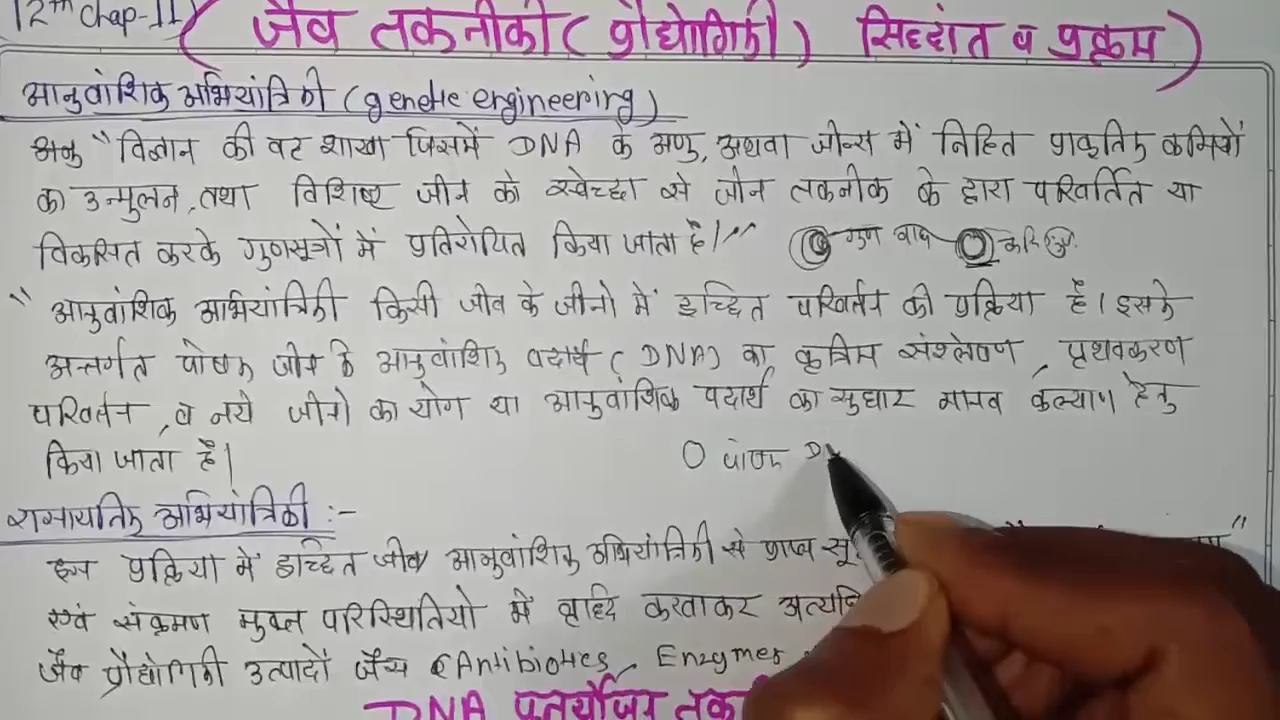 12th chap-11
( जैव तकनीकी ( प्रौद्योगिकी ) सिद्धांत व प्रक्रम )
आनुवांशिक अभियांत्रिकी (genetic engineering)
"विज्ञान की वह शाखा जिसमें DNA के अणु, अथवा जीन्स में निहित प्राकृतिक कमियों
का उन्मुलन, तथा विशिष्ट जीन को स्वेच्छा से जीन तकनीक के द्वारा परिवर्तित या
विकसित करके गुणसूत्रों में प्रतिरोपित किया जाता है।"
"आनुवांशिक अभियांत्रिकी किसी जीव के जीनो में इच्छित परिवर्तन की प्रक्रिया है। इसके
अन्तर्गत पोषक जीन के आनुवांशिक पदार्थ (DNA) का कृत्रिम संश्लेषण, पृथक्करण
परिवर्तन, व नये जीनो का योग या आनुवांशिक पदार्थ का सुधार मानव कल्याण हेतु
किया जाता है।
रासायनिक अभियांत्रिकी :-
इस प्रक्रिया में इच्छित जीव आनुवांशिक अभियांत्रिकी से प्राप्त
एवं संक्रमण मुक्त परिस्थितियो में वृद्धि करवाकर
जैव प्रौद्योगिकी उत्पादों जैसे Antibiotics, Enzymes
DNA पुनर्योजन